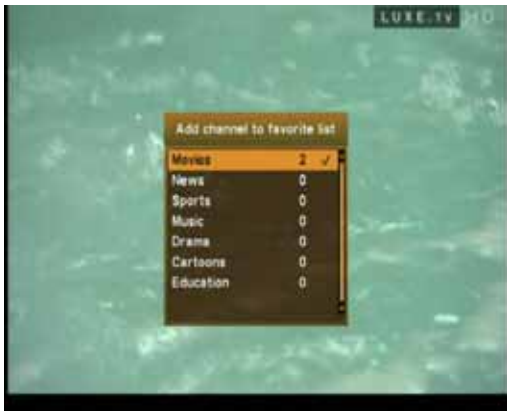 LUXE.TV HD
Add channel to favorite list
Movies 2 ✓
News 0
Sports 0
Music 0
Drama 0
Cartoons 0
Education 0